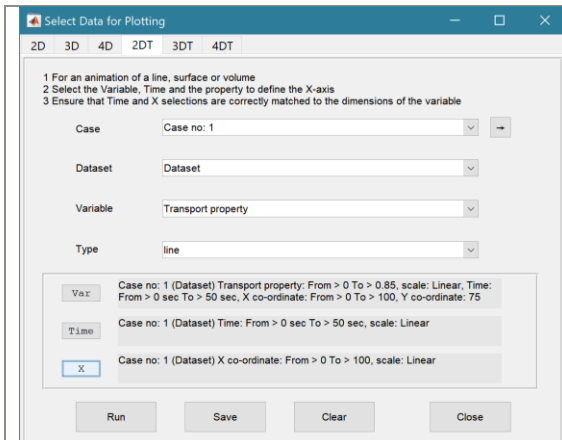 Select Data for Plotting
2D 3D 4D 2DT 3DT 4DT
1 For an animation of a line, surface or volume
2 Select the Variable, Time and the property to define the X-axis
3 Ensure that Time and X selections are correctly matched to the dimensions of the variable
Case Case no: 1 →
Dataset Dataset
Variable Transport property
Type line
Var Case no: 1 (Dataset) Transport property: From > 0 To > 0.85, scale: Linear, Time:
From > 0 sec To > 50 sec, X co-ordinate: From > 0 To > 100, Y co-ordinate: 75
Time Case no: 1 (Dataset) Time: From > 0 sec To > 50 sec, scale: Linear
X Case no: 1 (Dataset) X co-ordinate: From > 0 To > 100, scale: Linear
Run Save Clear Close